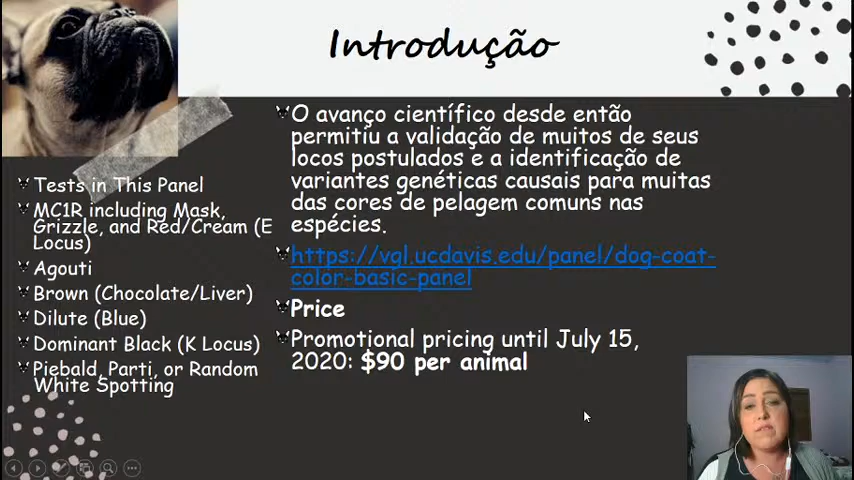 Introdução
Tests in This Panel
MC1R including Mask,
Grizzle, and Red/Cream (E
Locus)
Agouti
Brown (Chocolate/Liver)
Dilute (Blue)
Dominant Black (K Locus)
Piebald, Parti, or Random
White Spotting
O avanço científico desde então
permitiu a validação de muitos de seus
locos postulados e a identificação de
variantes genéticas causais para muitas
das cores de pelagem comuns nas
espécies.
https://vgl.ucdavis.edu/panel/dog-coat-
color-basic-panel
Price
Promotional pricing until July 15,
2020: $90 per animal